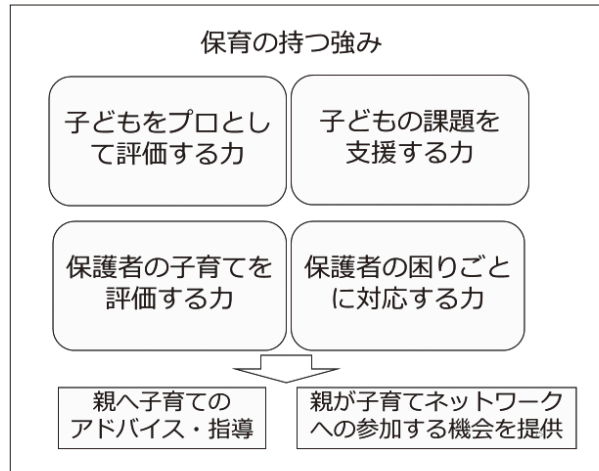 保育の持つ強み
子どもをプロとし
て評価する力
子どもの課題を
支援する力
保護者の子育てを
評価する力
保護者の困りごと
に対応する力
親へ子育ての
アドバイス・指導
親が子育てネットワーク
への参加する機会を提供